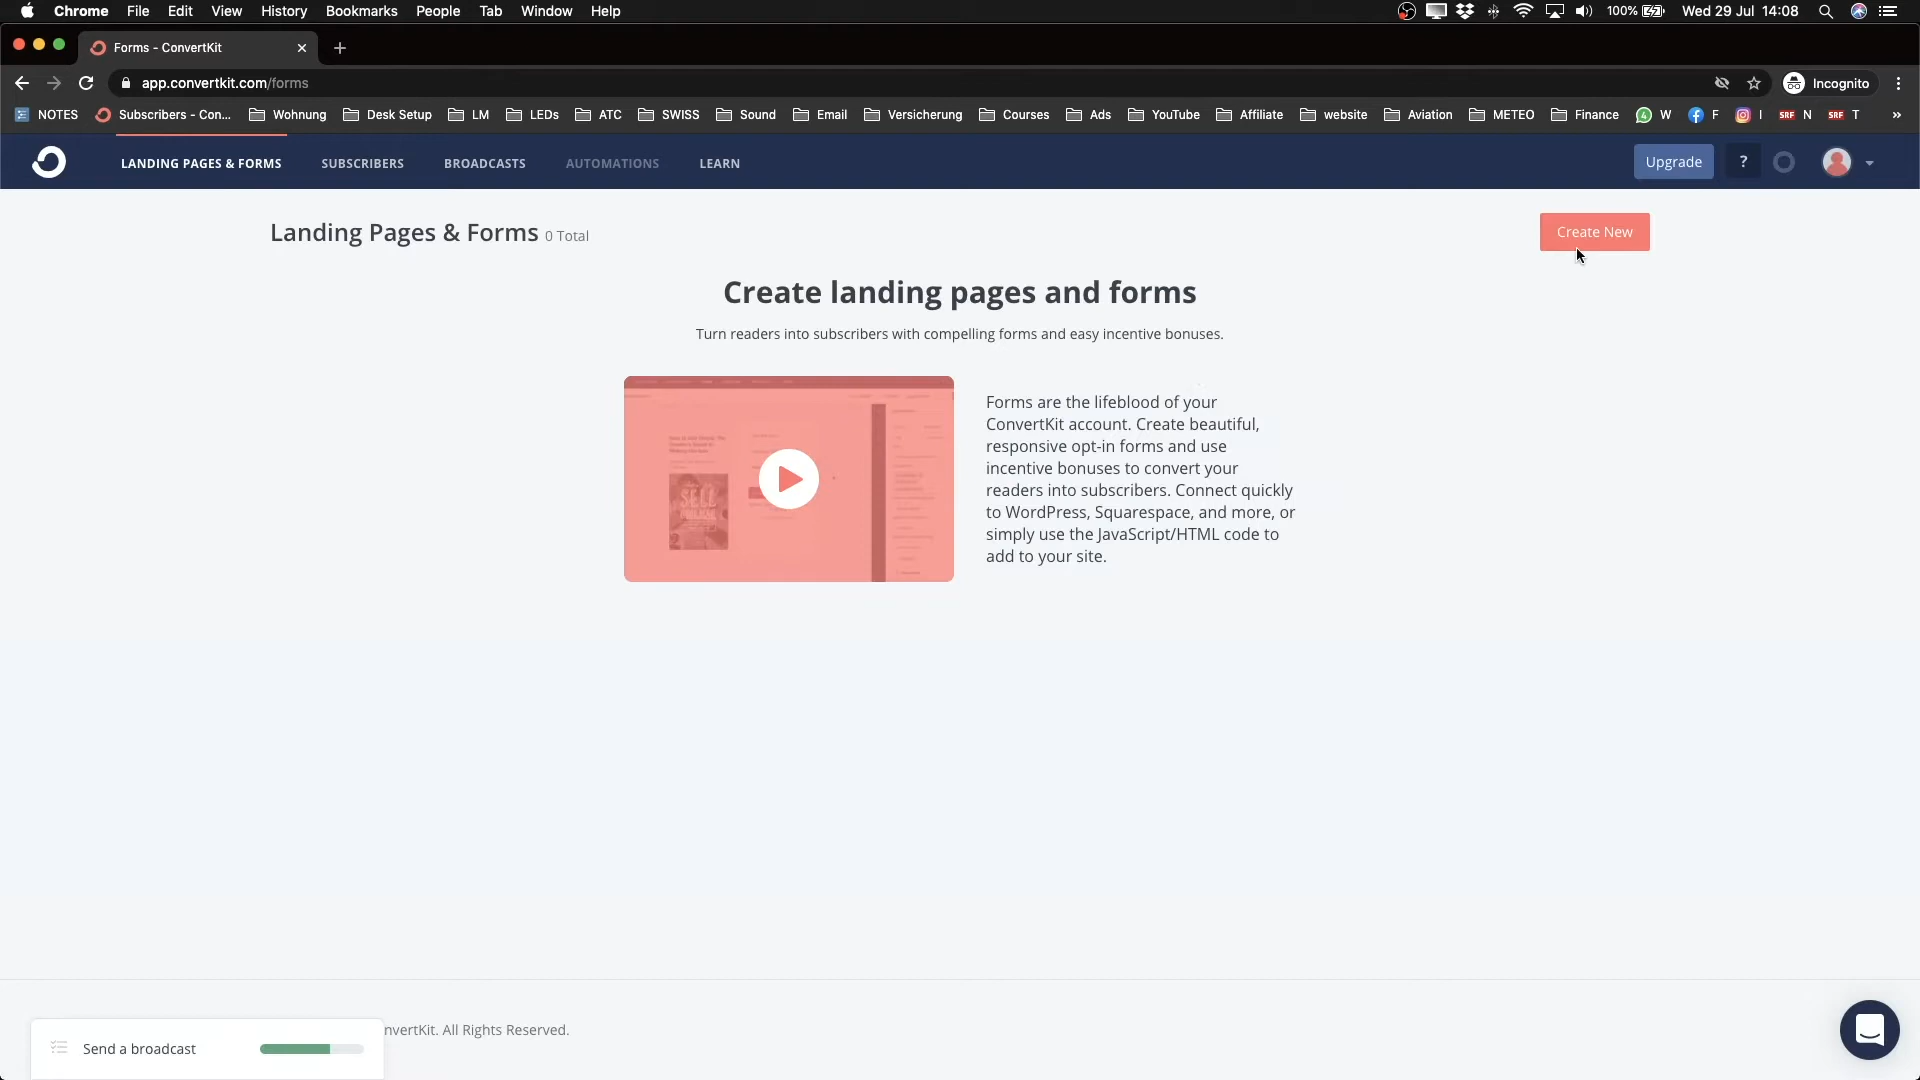 Chrome File Edit View History Bookmarks People Tab Window Help 100% Wed 29 Jul 14:08
Forms - ConvertKit
app.convertkit.com/forms Incognito
NOTES Subscribers - Con... Wohnung Desk Setup LM LEDs ATC SWISS Sound Email Versicherung Courses Ads YouTube Affiliate website Aviation METEO Finance 4 W F I SRF N SRF T »
LANDING PAGES & FORMS SUBSCRIBERS BROADCASTS AUTOMATIONS LEARN Upgrade ?
Landing Pages & Forms 0 Total Create New
Create landing pages and forms
Turn readers into subscribers with compelling forms and easy incentive bonuses.
SELL
Forms are the lifeblood of your
ConvertKit account. Create beautiful,
responsive opt-in forms and use
incentive bonuses to convert your
readers into subscribers. Connect quickly
to WordPress, Squarespace, and more, or
simply use the JavaScript/HTML code to
add to your site.
nvertKit. All Rights Reserved.
Send a broadcast